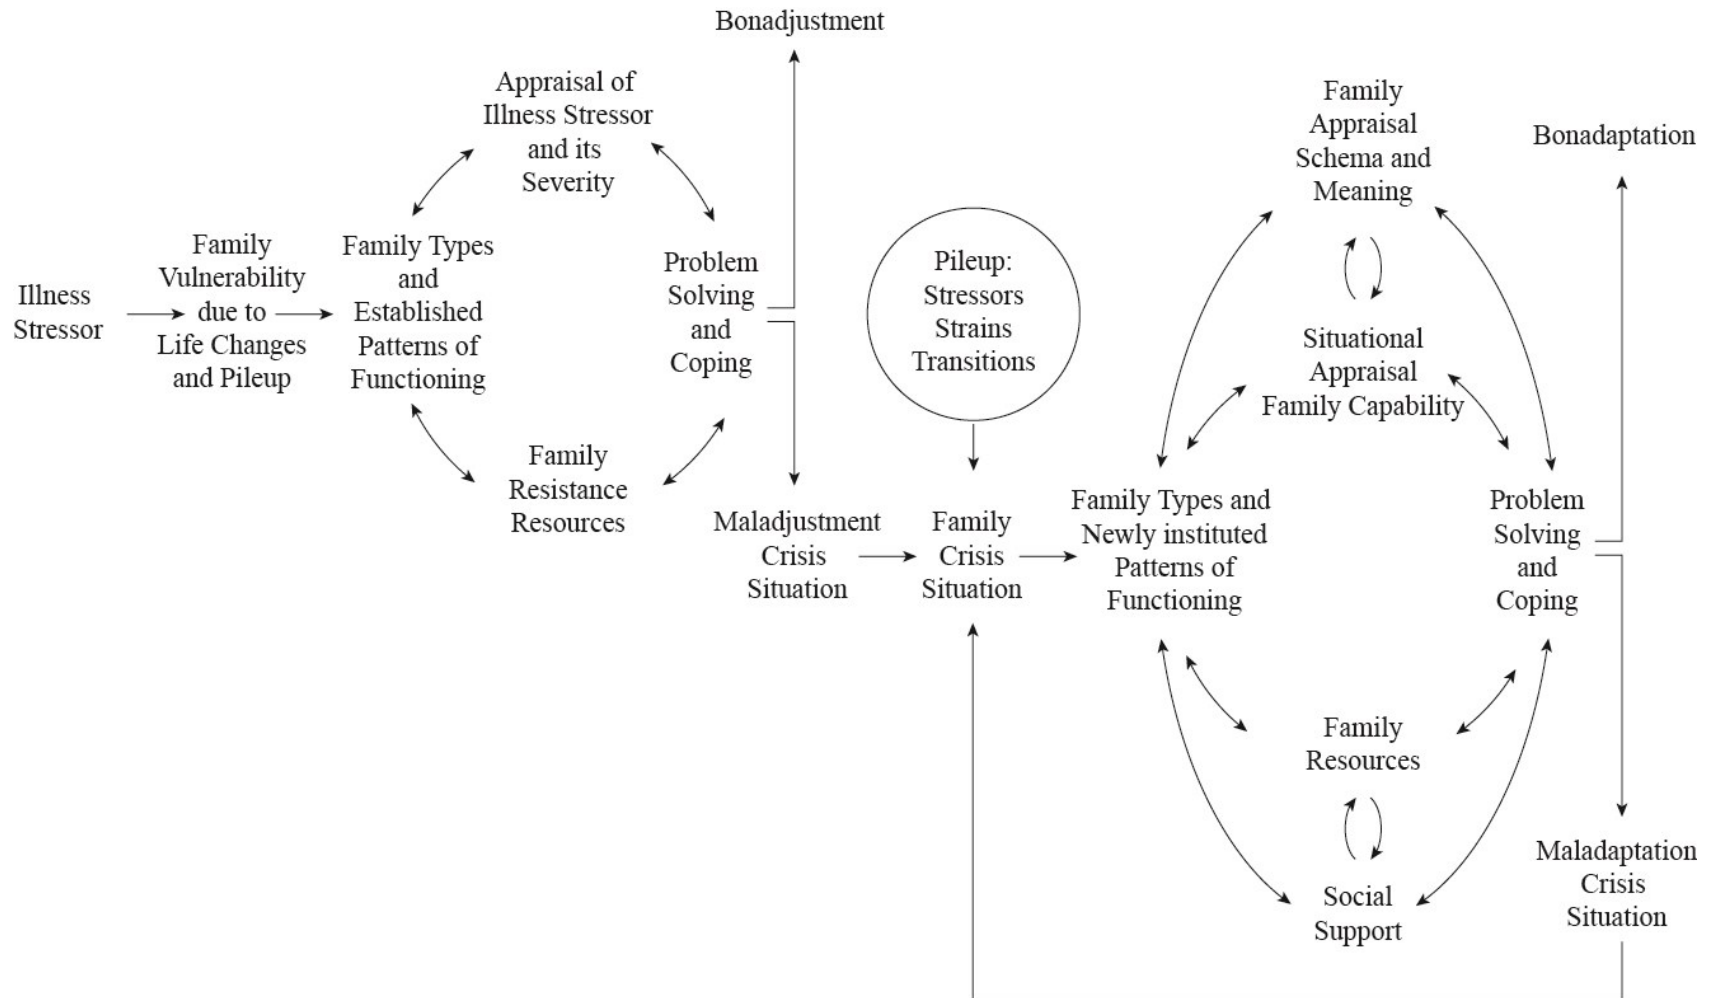 Bonadjustment
Appraisal of
Illness Stressor
and its
Severity
Illness
Stressor
Family
Vulnerability
due to
Life Changes
and Pileup
Family Types
and
Established
Patterns of
Functioning
Problem
Solving
and
Coping
Family
Resistance
Resources
Maladjustment
Crisis
Situation
Pileup:
Stressors
Strains
Transitions
Family
Crisis
Situation
Family
Appraisal
Schema and
Meaning
Situational
Appraisal
Family Capability
Family Types and
Newly instituted
Patterns of
Functioning
Problem
Solving
and
Coping
Family
Resources
Social
Support
Bonadaptation
Maladaptation
Crisis
Situation